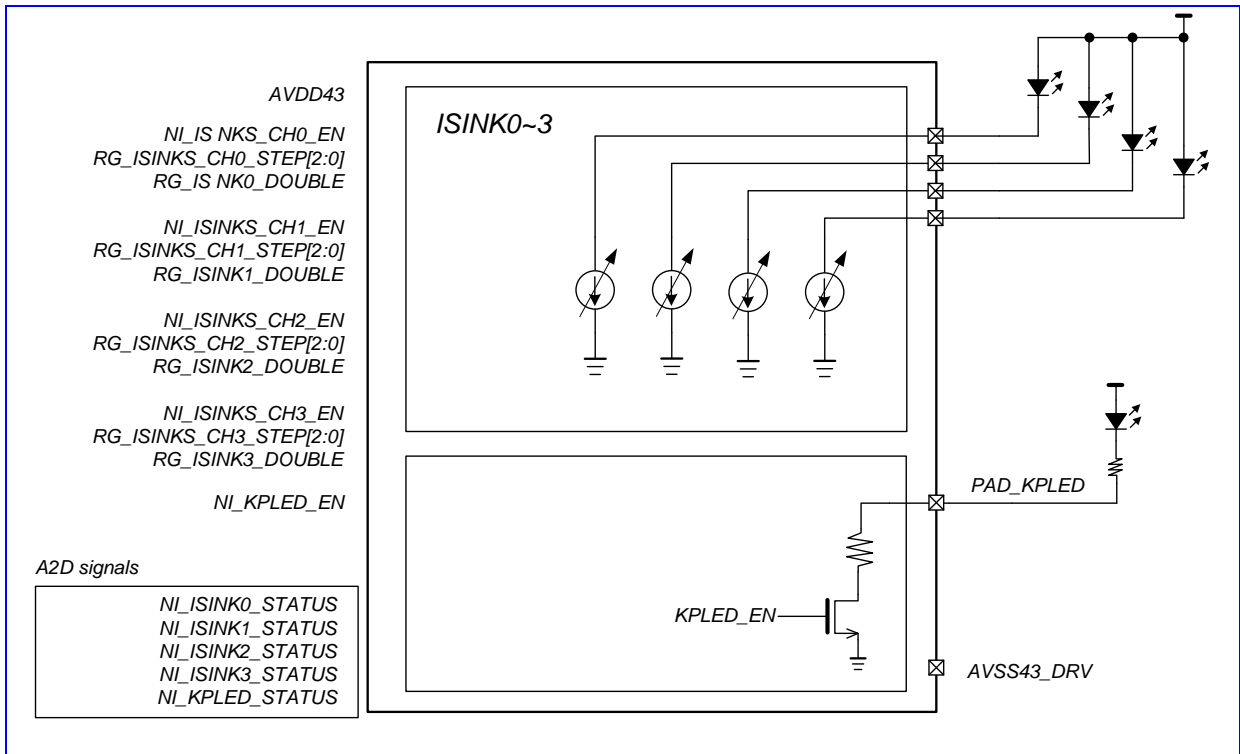 AVDD43
NI_IS NKS_CH0_EN
RG_ISINKS_CH0_STEP[2:0]
RG_IS NK0_DOUBLE
NI_ISINKS_CH1_EN
RG_ISINKS_CH1_STEP[2:0]
RG_ISINK1_DOUBLE
NI_ISINKS_CH2_EN
RG_ISINKS_CH2_STEP[2:0]
RG_ISINK2_DOUBLE
NI_ISINKS_CH3_EN
RG_ISINKS_CH3_STEP[2:0]
RG_ISINK3_DOUBLE
NI_KPLED_EN
A2D signals
NI_ISINK0_STATUS
NI_ISINK1_STATUS
NI_ISINK2_STATUS
NI_ISINK3_STATUS
NI_KPLED_STATUS
ISINK0~3
KPLED_EN
PAD_KPLED
AVSS43_DRV